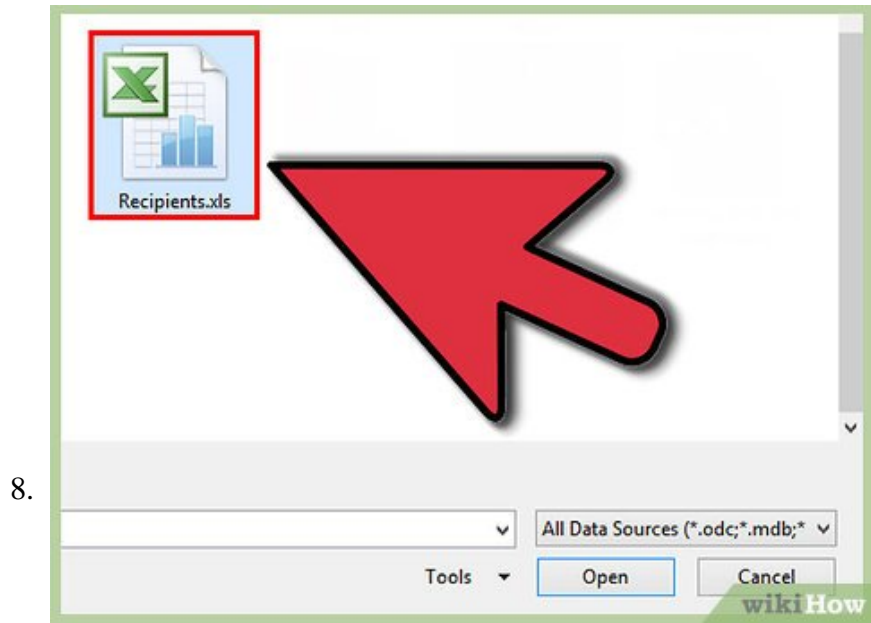 Recipients.xls
8.
All Data Sources (*.odc;*.mdb;*
Tools
Open
Cancel
wikiHow